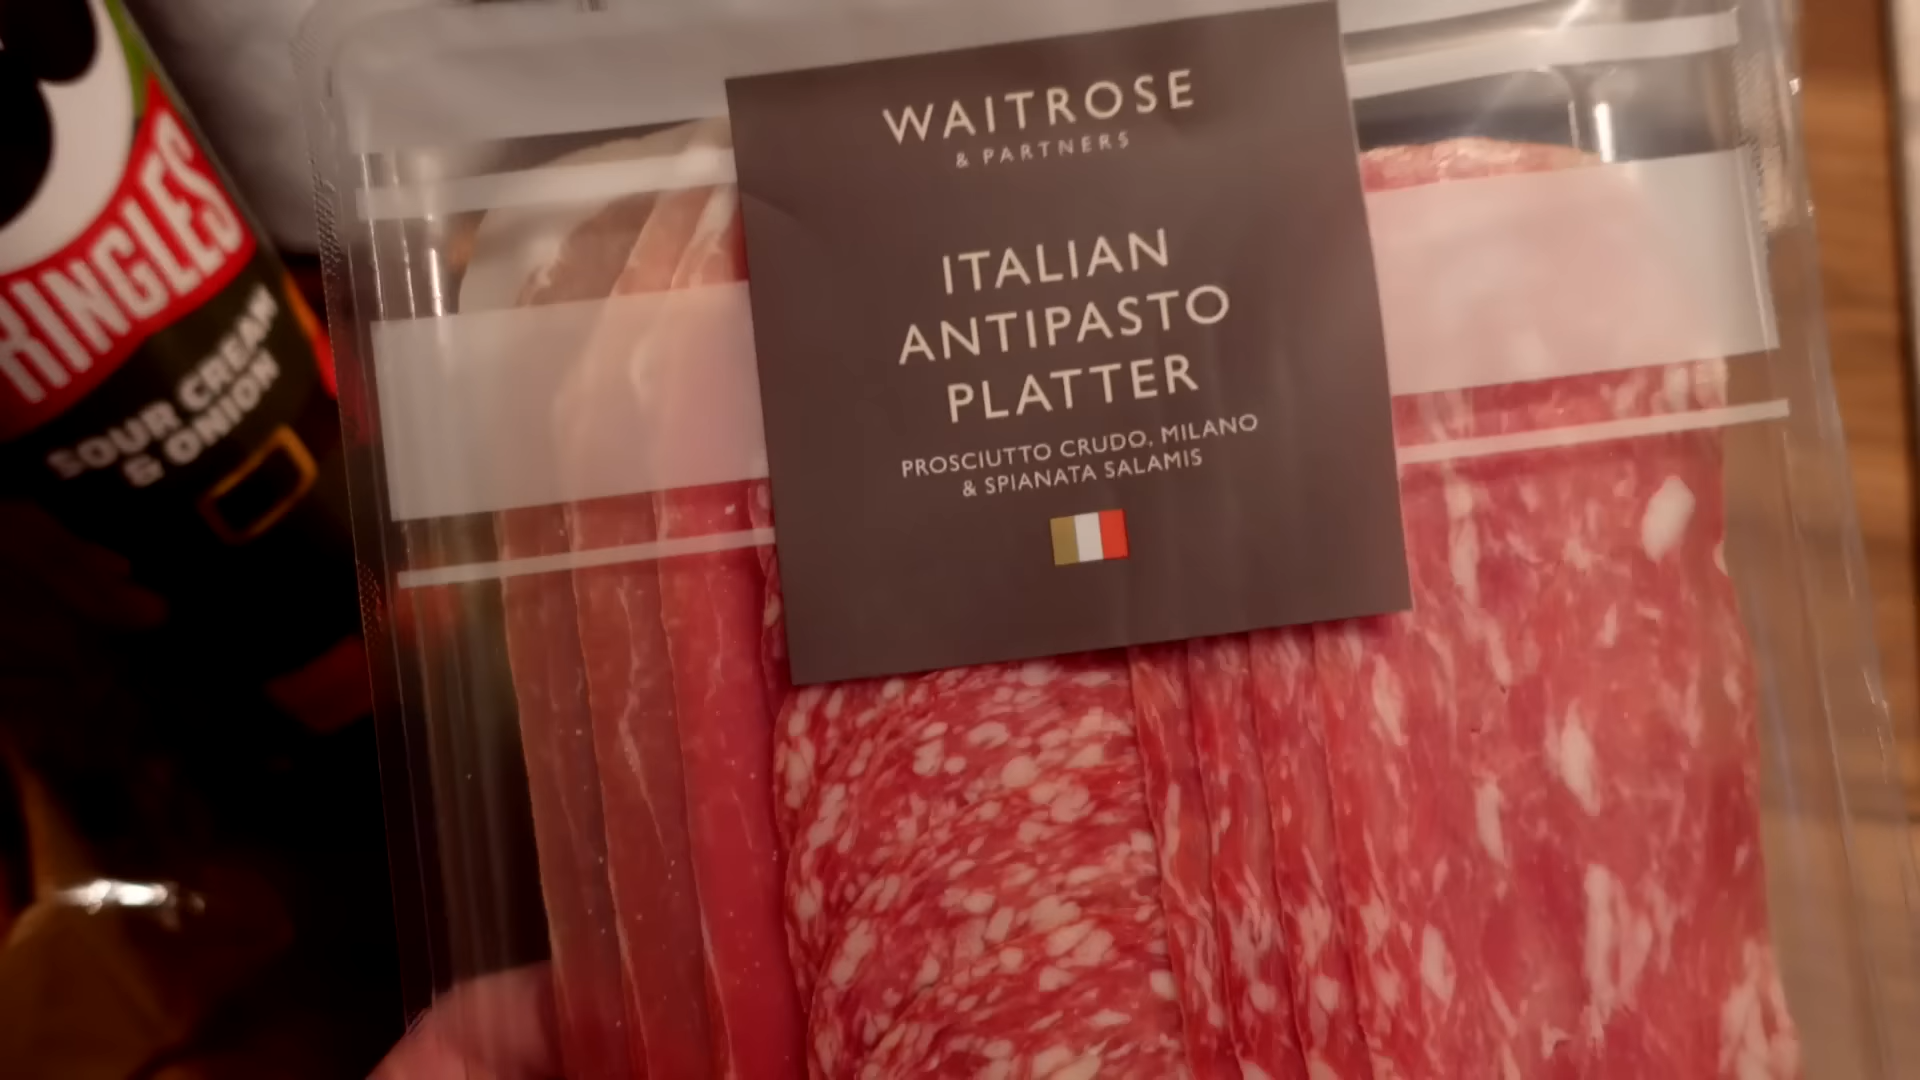 WAITROSE
& PARTNERS
ITALIAN
ANTIPASTO
PLATTER
PROSCIUTTO CRUDO, MILANO
& SPIANATA SALAMIS
RINGLES
SOUR CREAM
& ONION